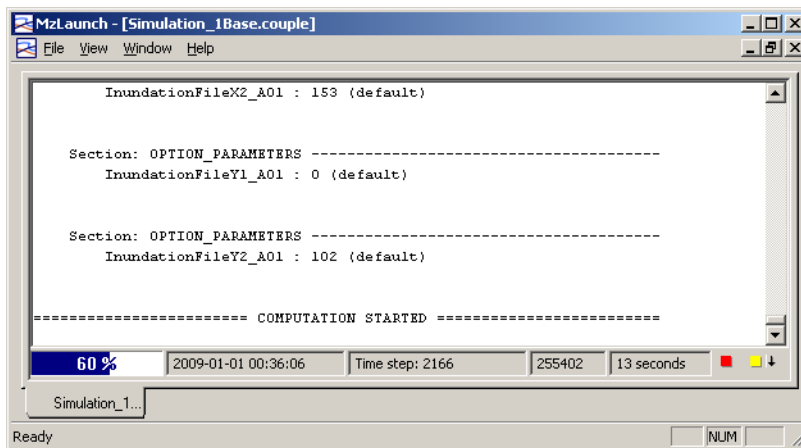 MzLaunch - [Simulation_1Base.couple]
File View Window Help
InundationFileX2_A01 : 153 (default)
Section: OPTION_PARAMETERS ---------------------------------------
InundationFileY1_A01 : 0 (default)
Section: OPTION_PARAMETERS ---------------------------------------
InundationFileY2_A01 : 102 (default)
======================== COMPUTATION STARTED =========================
60 % 2009-01-01 00:36:06 Time step: 2166 255402 13 seconds
Simulation_1...
Ready NUM